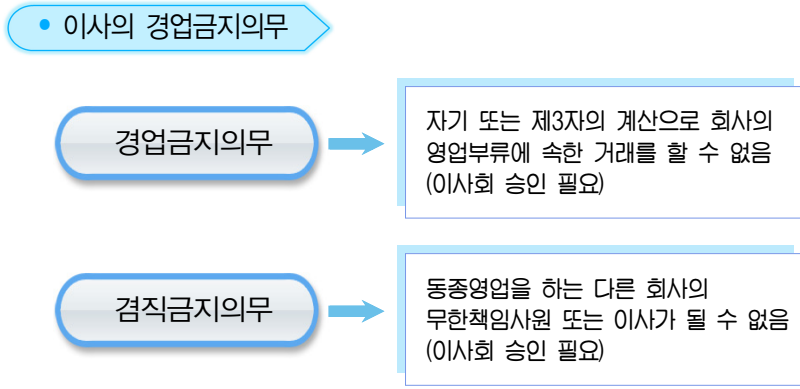 • 이사의 경업금지의무
경업금지의무
자기 또는 제3자의 계산으로 회사의
영업부류에 속한 거래를 할 수 없음
(이사회 승인 필요)
겸직금지의무
동종영업을 하는 다른 회사의
무한책임사원 또는 이사가 될 수 없음
(이사회 승인 필요)